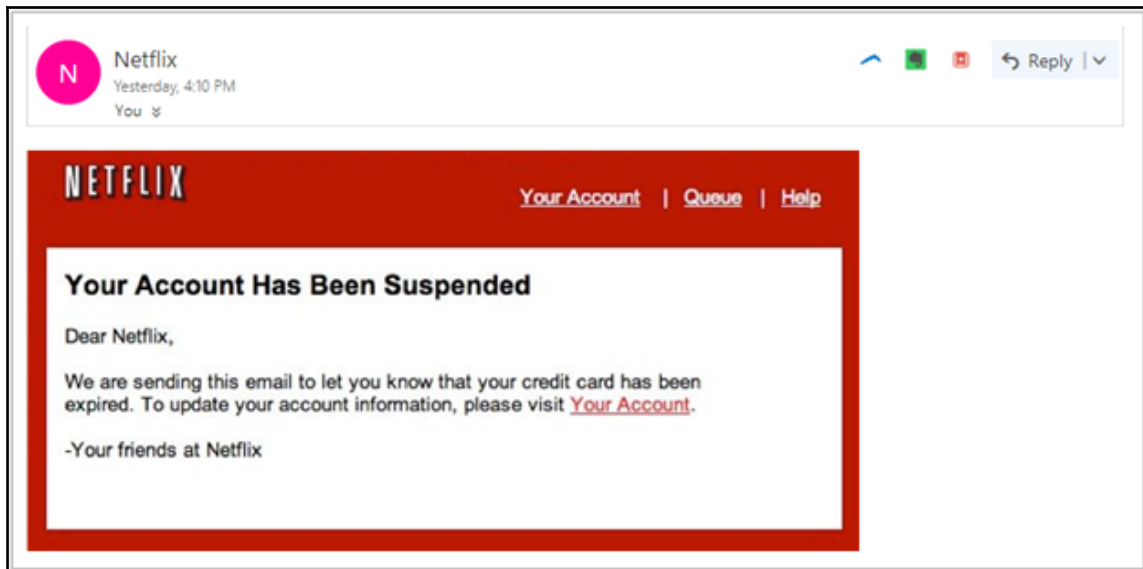 N
Netflix
Yesterday, 4:10 PM
You
Reply
NETFLIX
Your Account | Queue | Help
Your Account Has Been Suspended
Dear Netflix,
We are sending this email to let you know that your credit card has been
expired. To update your account information, please visit Your Account.
-Your friends at Netflix